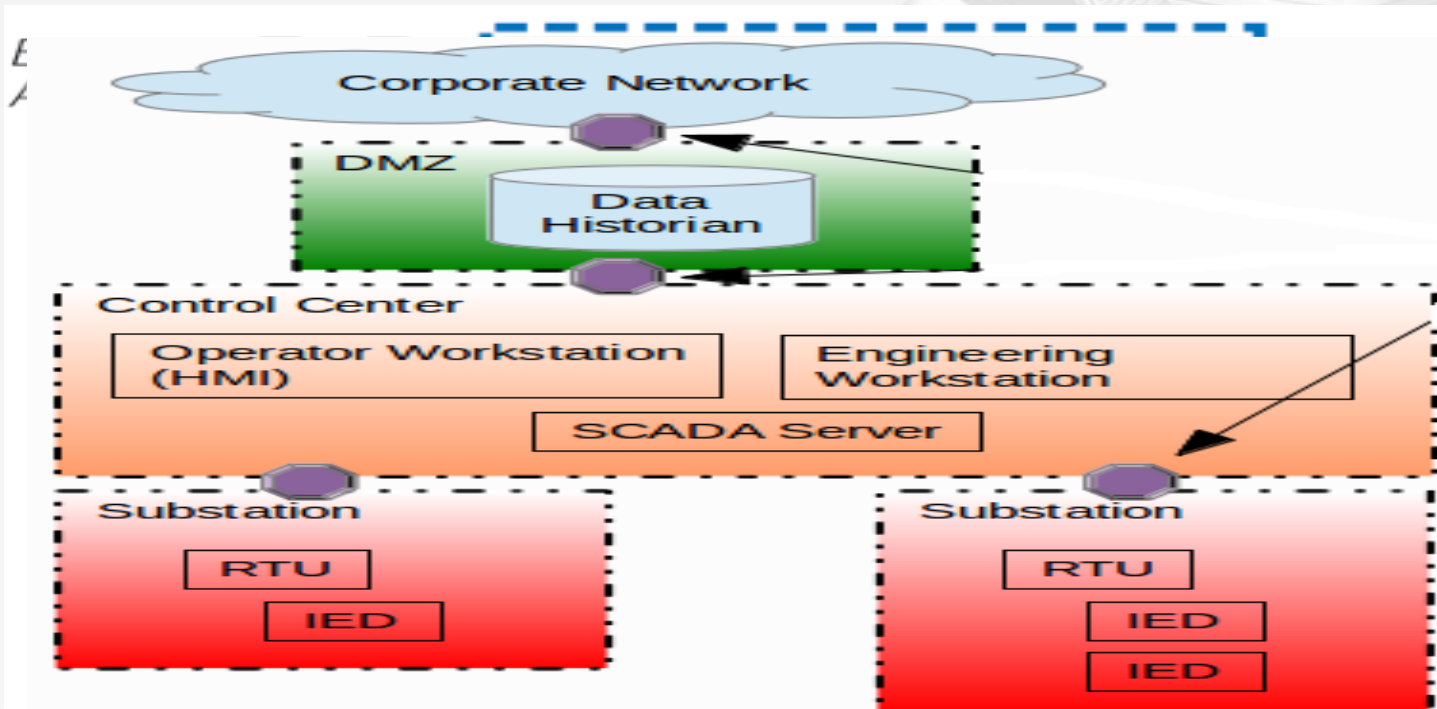 Corporate Network
DMZ
Data
Historian
Control Center
Operator Workstation
(HMI)
Engineering
Workstation
SCADA Server
Substation
Substation
RTU
RTU
IED
IED
IED